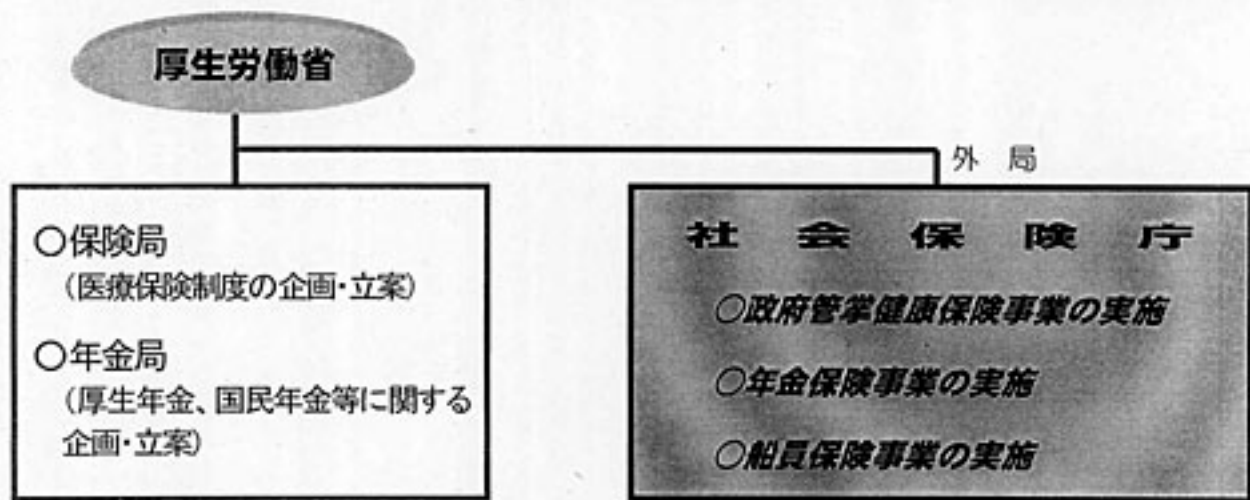 厚生労働省
外局
○保険局
(医療保険制度の企画・立案)
○年金局
(厚生年金、国民年金等に関する
企画・立案)
社会保険庁
○政府管掌健康保険事業の実施
○年金保険事業の実施
○船員保険事業の実施